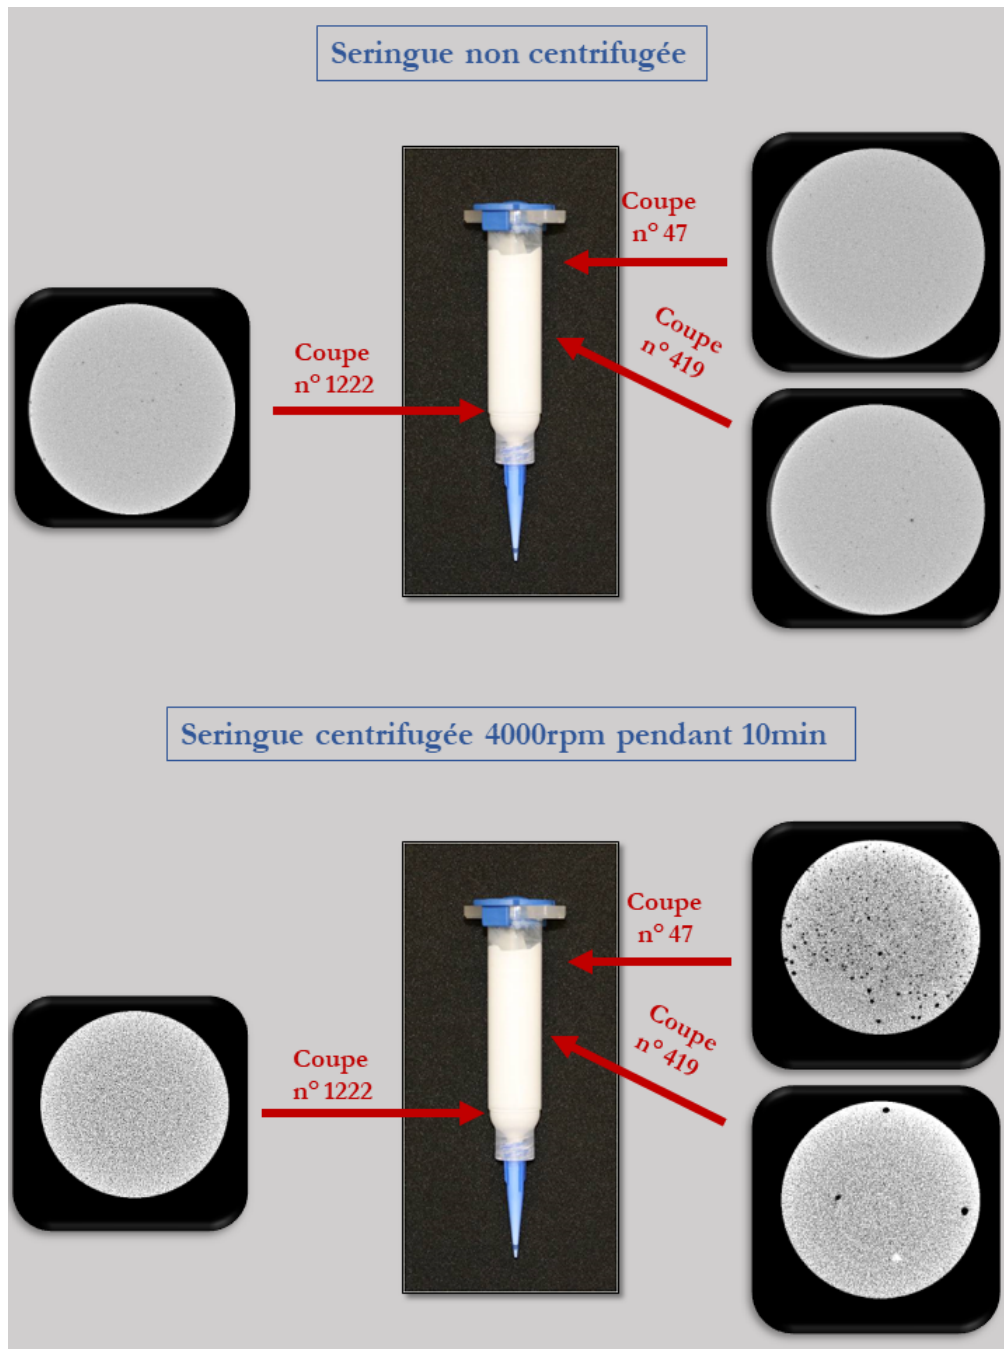 Seringue non centrifugée
Coupe
n° 47
Coupe
n° 419
Coupe
n° 1222
Seringue centrifugée 4000rpm pendant 10min
Coupe
n° 47
Coupe
n° 419
Coupe
n° 1222